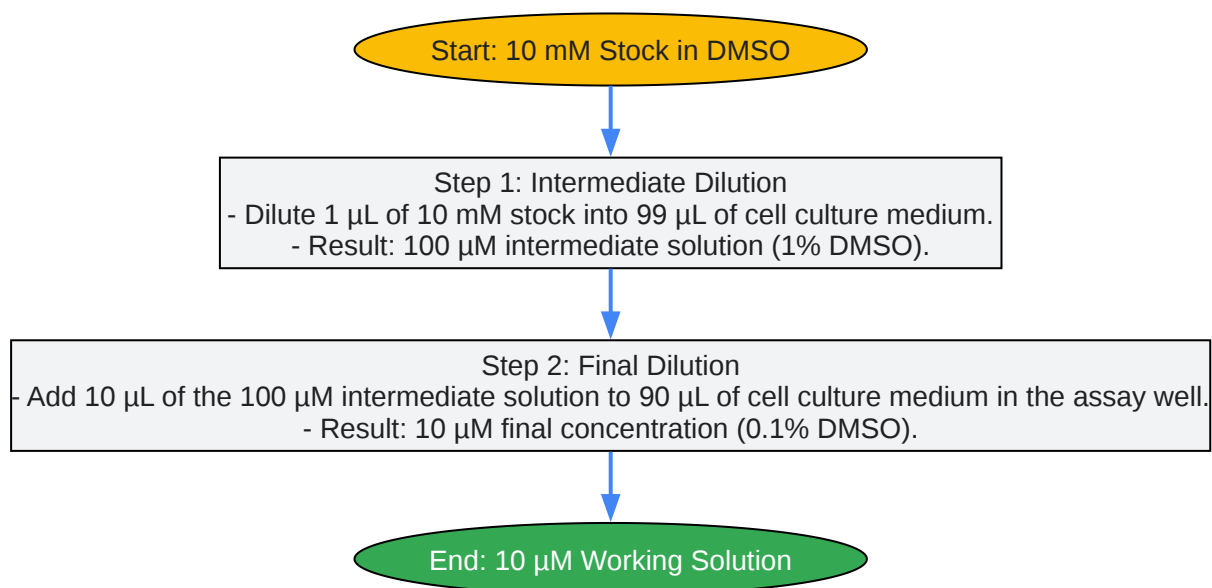 Start: 10 mM Stock in DMSO
Step 1: Intermediate Dilution
- Dilute 1 µL of 10 mM stock into 99 µL of cell culture medium.
- Result: 100 µM intermediate solution (1% DMSO).
Step 2: Final Dilution
- Add 10 µL of the 100 µM intermediate solution to 90 µL of cell culture medium in the assay well.
- Result: 10 µM final concentration (0.1% DMSO).
End: 10 µM Working Solution